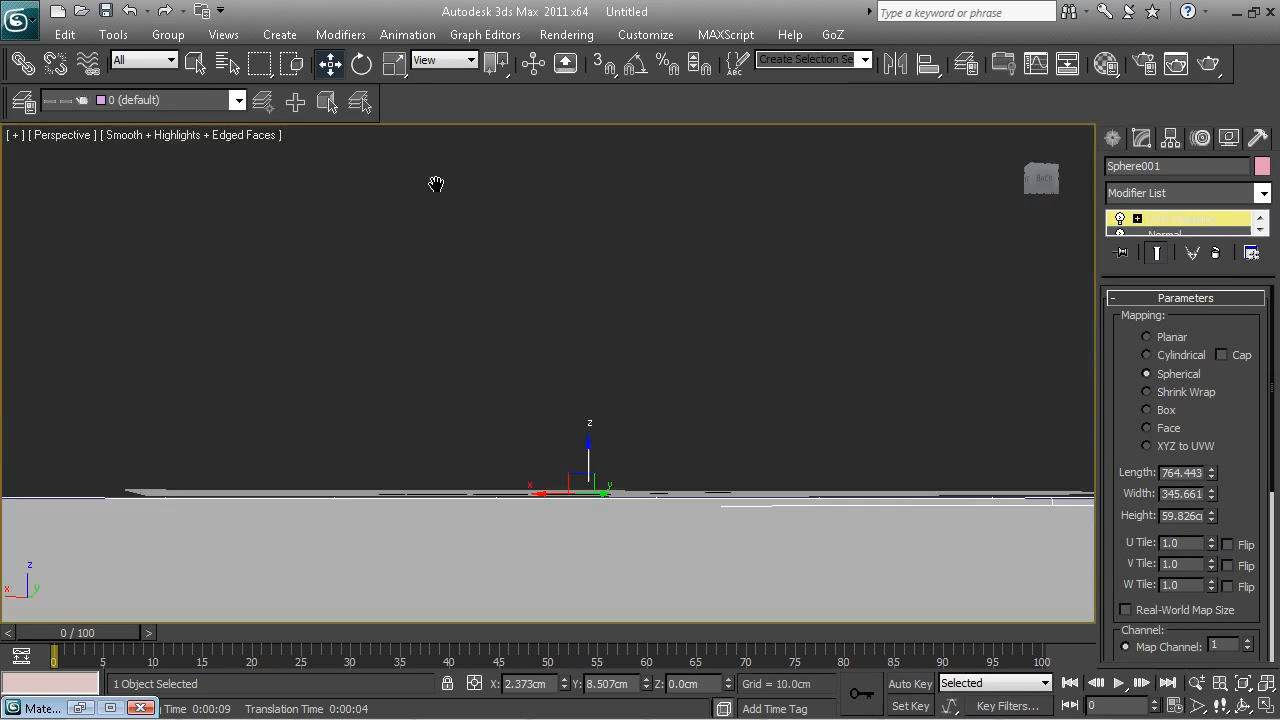 Autodesk 3ds Max 2011 x64 Untitled
Type a keyword or phrase
Edit Tools Group Views Create Modifiers Animation Graph Editors Rendering Customize MAXScript Help GoZ
All View Create Selection Se
0 (default)
[ + ] [ Perspective ] [ Smooth + Highlights + Edged Faces ]
BACK
Sphere001
Modifier List
Normal
- Parameters
Mapping:
Planar
Cylindrical Cap
Spherical
Shrink Wrap
Box
Face
XYZ to UVW
Length: 764.443
Width: 345.661
Height: 59.826c
U Tile: 1.0 Flip
V Tile: 1.0 Flip
W Tile: 1.0 Flip
Real-World Map Size
Channel:
Map Channel: 1
z
x y
z
x y
< 0 / 100 >
0 5 10 15 20 25 30 35 40 45 50 55 60 65 70 75 80 85 90 95 100
1 Object Selected X: 2.373cm Y: 8.507cm Z: 0.0cm Grid = 10.0cm Auto Key Selected
Mate... Time: 0:00:09 Translation Time: 0:00:04 Add Time Tag Set Key Key Filters... 0